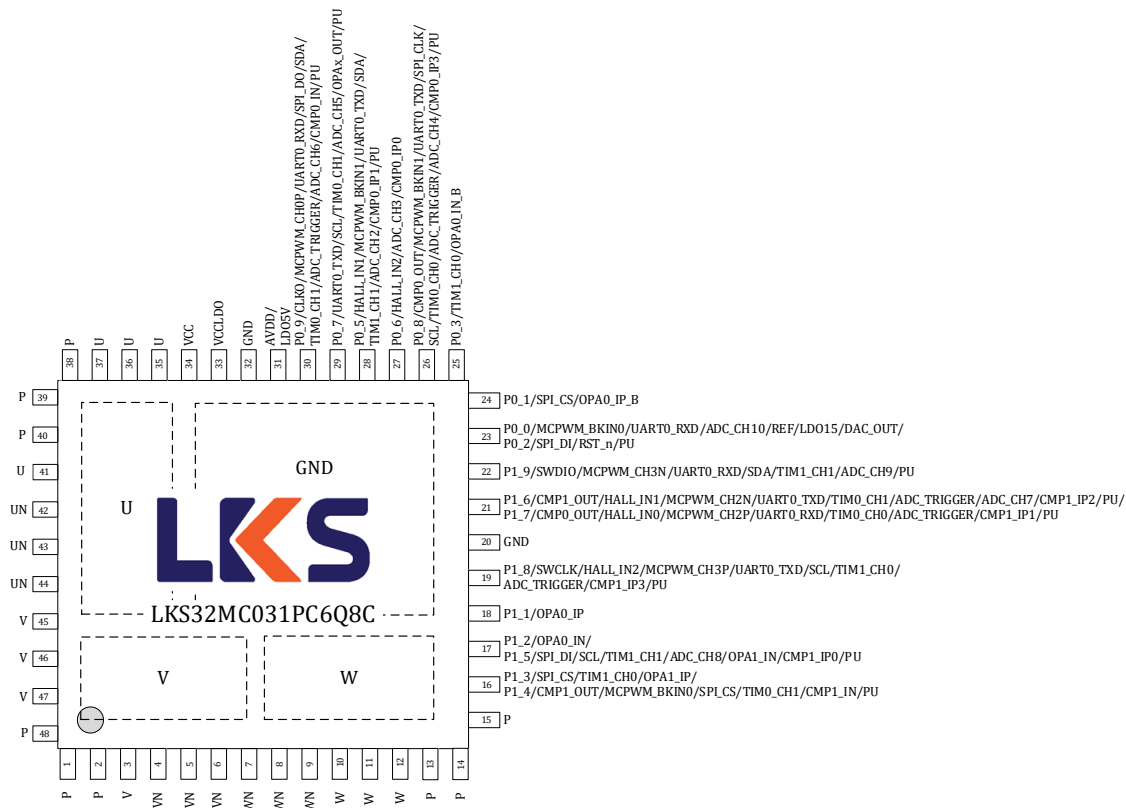 P0_9/CLKO/MCPWM_CH0P/UART0_RXD/SPI_DO/SDA/
TIM0_CH1/ADC_TRIGGER/ADC_CH6/CMP0_IN/PU
P0_7/UART0_TXD/SCL/TIM0_CH1/ADC_CH5/OPAx_OUT/PU
P0_5/HALL_IN1/MCPWM_BKIN1/UART0_TXD/SDA/
TIM1_CH1/ADC_CH2/CMP0_IP1/PU
P0_6/HALL_IN2/ADC_CH3/CMP0_IP0
P0_8/CMP0_OUT/MCPWM_BKIN1/UART0_TXD/SPI_CLK/
SCL/TIM0_CH0/ADC_TRIGGER/ADC_CH4/CMP0_IP3/PU
P0_3/TIM1_CH0/OPA0_IN_B
P
U
U
U
VCC
VCCLDO
GND
AVDD/
LDO5V
38
37
36
35
34
33
32
31
30
29
28
27
26
25
P 39
P 40
U 41
UN 42
UN 43
UN 44
V 45
V 46
V 47
P 48
U
GND
LKS
LKS32MC031PC6Q8C
V
W
24 P0_1/SPI_CS/OPA0_IP_B
P0_0/MCPWM_BKIN0/UART0_RXD/ADC_CH10/REF/LDO15/DAC_OUT/
23
P0_2/SPI_DI/RST_n/PU
22 P1_9/SWDIO/MCPWM_CH3N/UART0_RXD/SDA/TIM1_CH1/ADC_CH9/PU
P1_6/CMP1_OUT/HALL_IN1/MCPWM_CH2N/UART0_TXD/TIM0_CH1/ADC_TRIGGER/ADC_CH7/CMP1_IP2/PU/
21
P1_7/CMP0_OUT/HALL_IN0/MCPWM_CH2P/UART0_RXD/TIM0_CH0/ADC_TRIGGER/CMP1_IP1/PU
20 GND
P1_8/SWCLK/HALL_IN2/MCPWM_CH3P/UART0_TXD/SCL/TIM1_CH0/
19
ADC_TRIGGER/CMP1_IP3/PU
18 P1_1/OPA0_IP
P1_2/OPA0_IN/
17
P1_5/SPI_DI/SCL/TIM1_CH1/ADC_CH8/OPA1_IN/CMP1_IP0/PU
P1_3/SPI_CS/TIM1_CH0/OPA1_IP/
16
P1_4/CMP1_OUT/MCPWM_BKIN0/SPI_CS/TIM0_CH1/CMP1_IN/PU
15 P
1
2
3
4
5
6
7
8
9
10
11
12
13
14
P
P
V
VN
VN
VN
WN
WN
WN
W
W
W
P
P